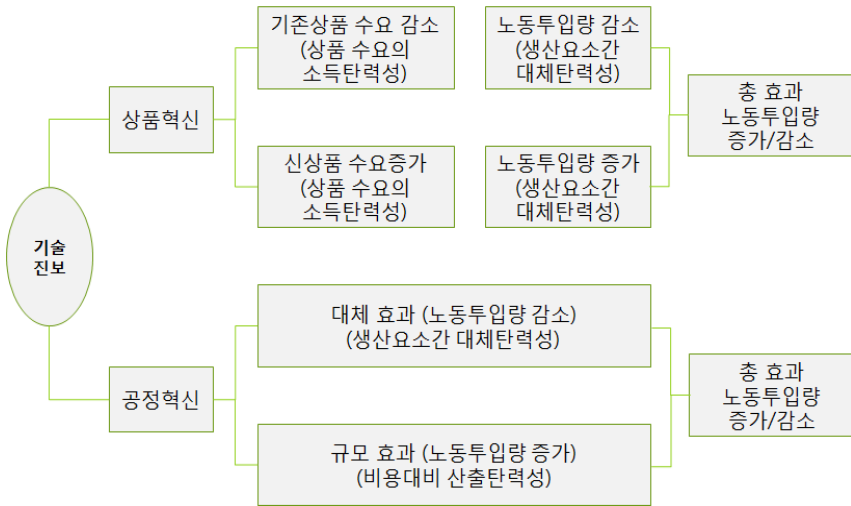 기술
진보
상품혁신
기존상품 수요 감소
(상품 수요의
소득탄력성)
노동투입량 감소
(생산요소간
대체탄력성)
신상품 수요증가
(상품 수요의
소득탄력성)
노동투입량 증가
(생산요소간
대체탄력성)
총 효과
노동투입량
증가/감소
공정혁신
대체 효과 (노동투입량 감소)
(생산요소간 대체탄력성)
규모 효과 (노동투입량 증가)
(비용대비 산출탄력성)
총 효과
노동투입량
증가/감소